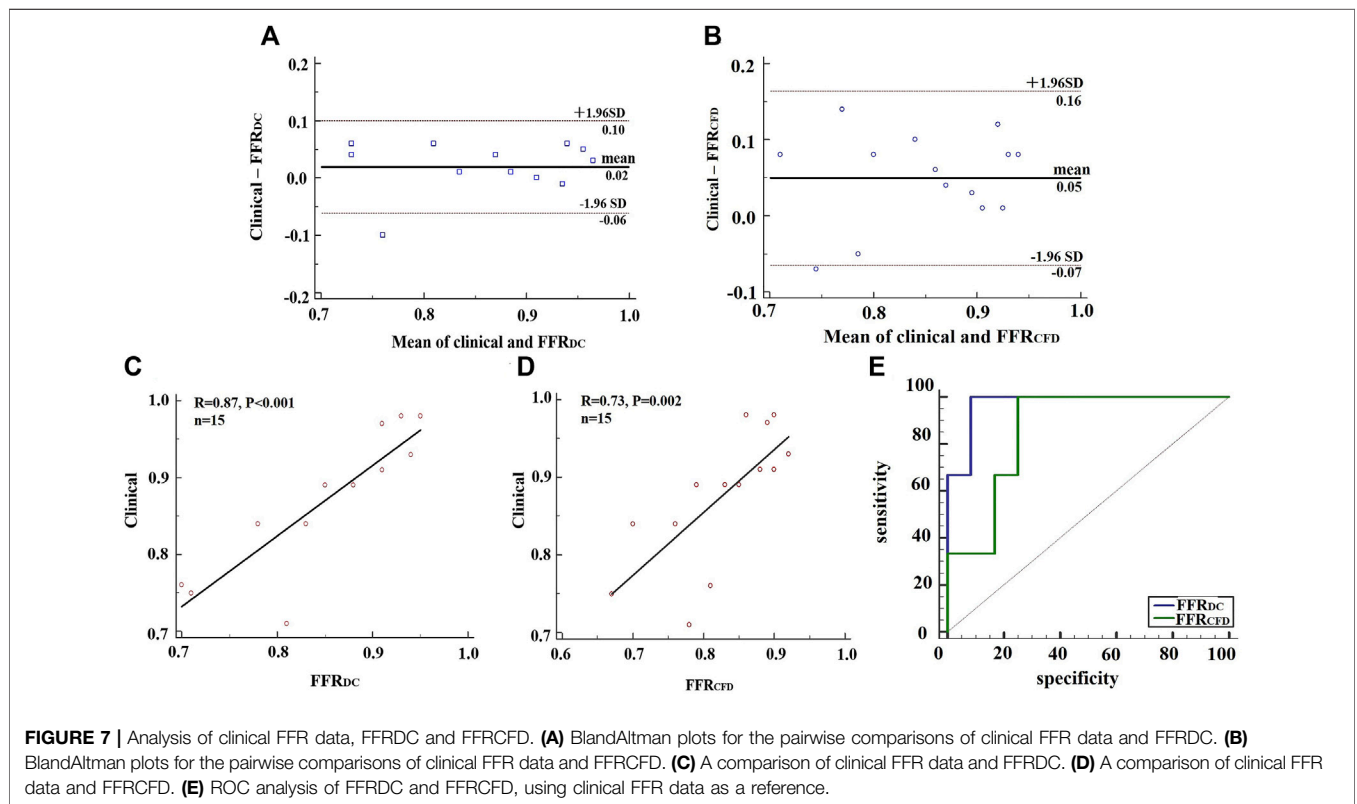 A
0.2
0.1
0.0
-0.1
-0.2
Clinical – FFRDC
+1.96SD
0.10
mean
0.02
-1.96 SD
-0.06
0.7
0.8
0.9
1.0
Mean of clinical and FFRDC
B
0.2
0.1
0.0
-0.1
Clinical – FFRCFD
+1.96SD
0.16
mean
0.05
-1.96 SD
-0.07
0.7
0.8
0.9
1.0
Mean of clinical and FFRCFD
C
R=0.87, P<0.001
n=15
1.0
0.9
0.8
0.7
Clinical
0.7
0.8
0.9
1.0
FFRDC
D
R=0.73, P=0.002
n=15
1.0
0.9
0.8
0.7
Clinical
0.6
0.7
0.8
0.9
1.0
FFRCFD
E
100
80
60
40
20
0
sensitivity
FFRDC
FFRCFD
0
20
40
60
80
100
specificity
FIGURE 7 | Analysis of clinical FFR data, FFRDC and FFRCFD. (A) BlandAltman plots for the pairwise comparisons of clinical FFR data and FFRDC. (B)
BlandAltman plots for the pairwise comparisons of clinical FFR data and FFRCFD. (C) A comparison of clinical FFR data and FFRDC. (D) A comparison of clinical FFR
data and FFRCFD. (E) ROC analysis of FFRDC and FFRCFD, using clinical FFR data as a reference.